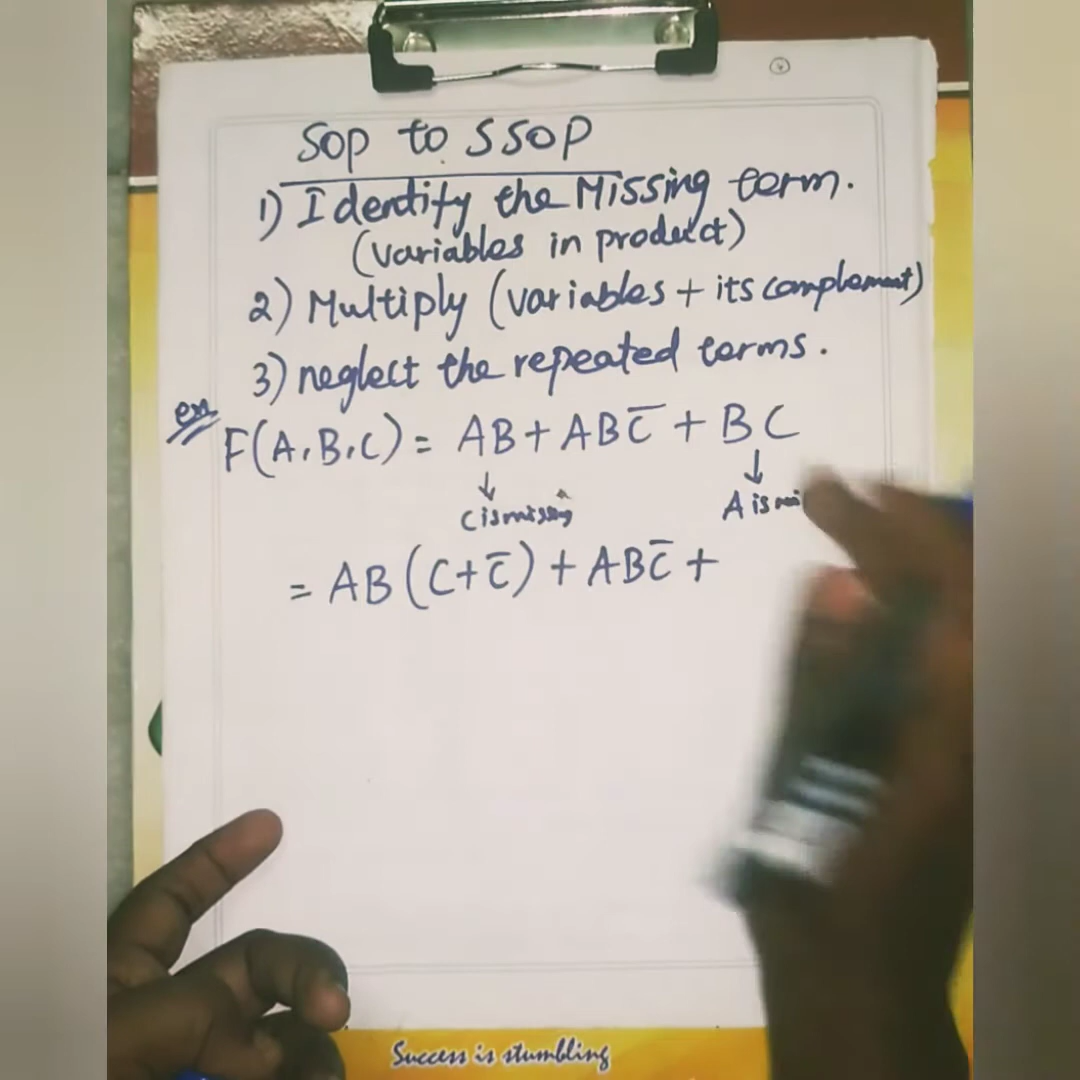 SOP to SSOP
1) Identify the Missing term.
(variables in product)
2) Multiply (variables + its complement)
3) neglect the repeated terms.
ex
F(A,B,C) = AB + ABC̅ + BC
↓ ↓
C is missing A is
= AB (C+C̅) + ABC̅ +
Success is stumbling